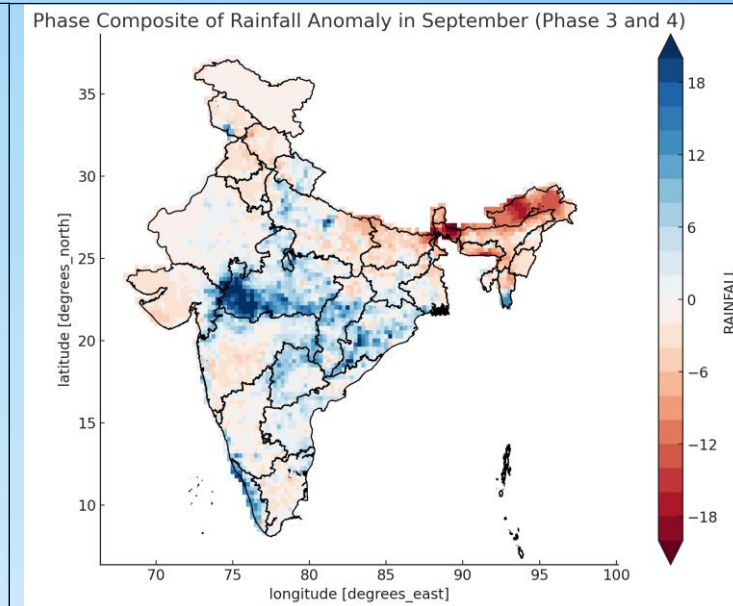 Phase Composite of Rainfall Anomaly in September (Phase 3 and 4)
35
30
25
20
15
10
latitude [degrees_north]
70 75 80 85 90 95 100
longitude [degrees_east]
18
12
6
0
−6
−12
−18
RAINFALL